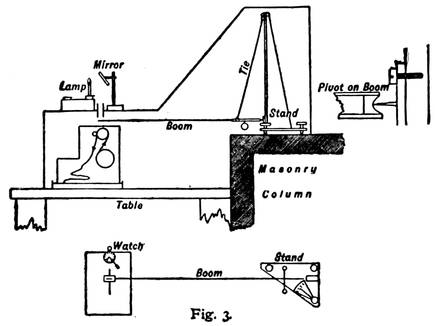 Mirror
Lamp
Tie
Pivot on Boom
Stand
Boom
Masonry
Column
Table
Watch
Boom
Stand
Fig. 3.